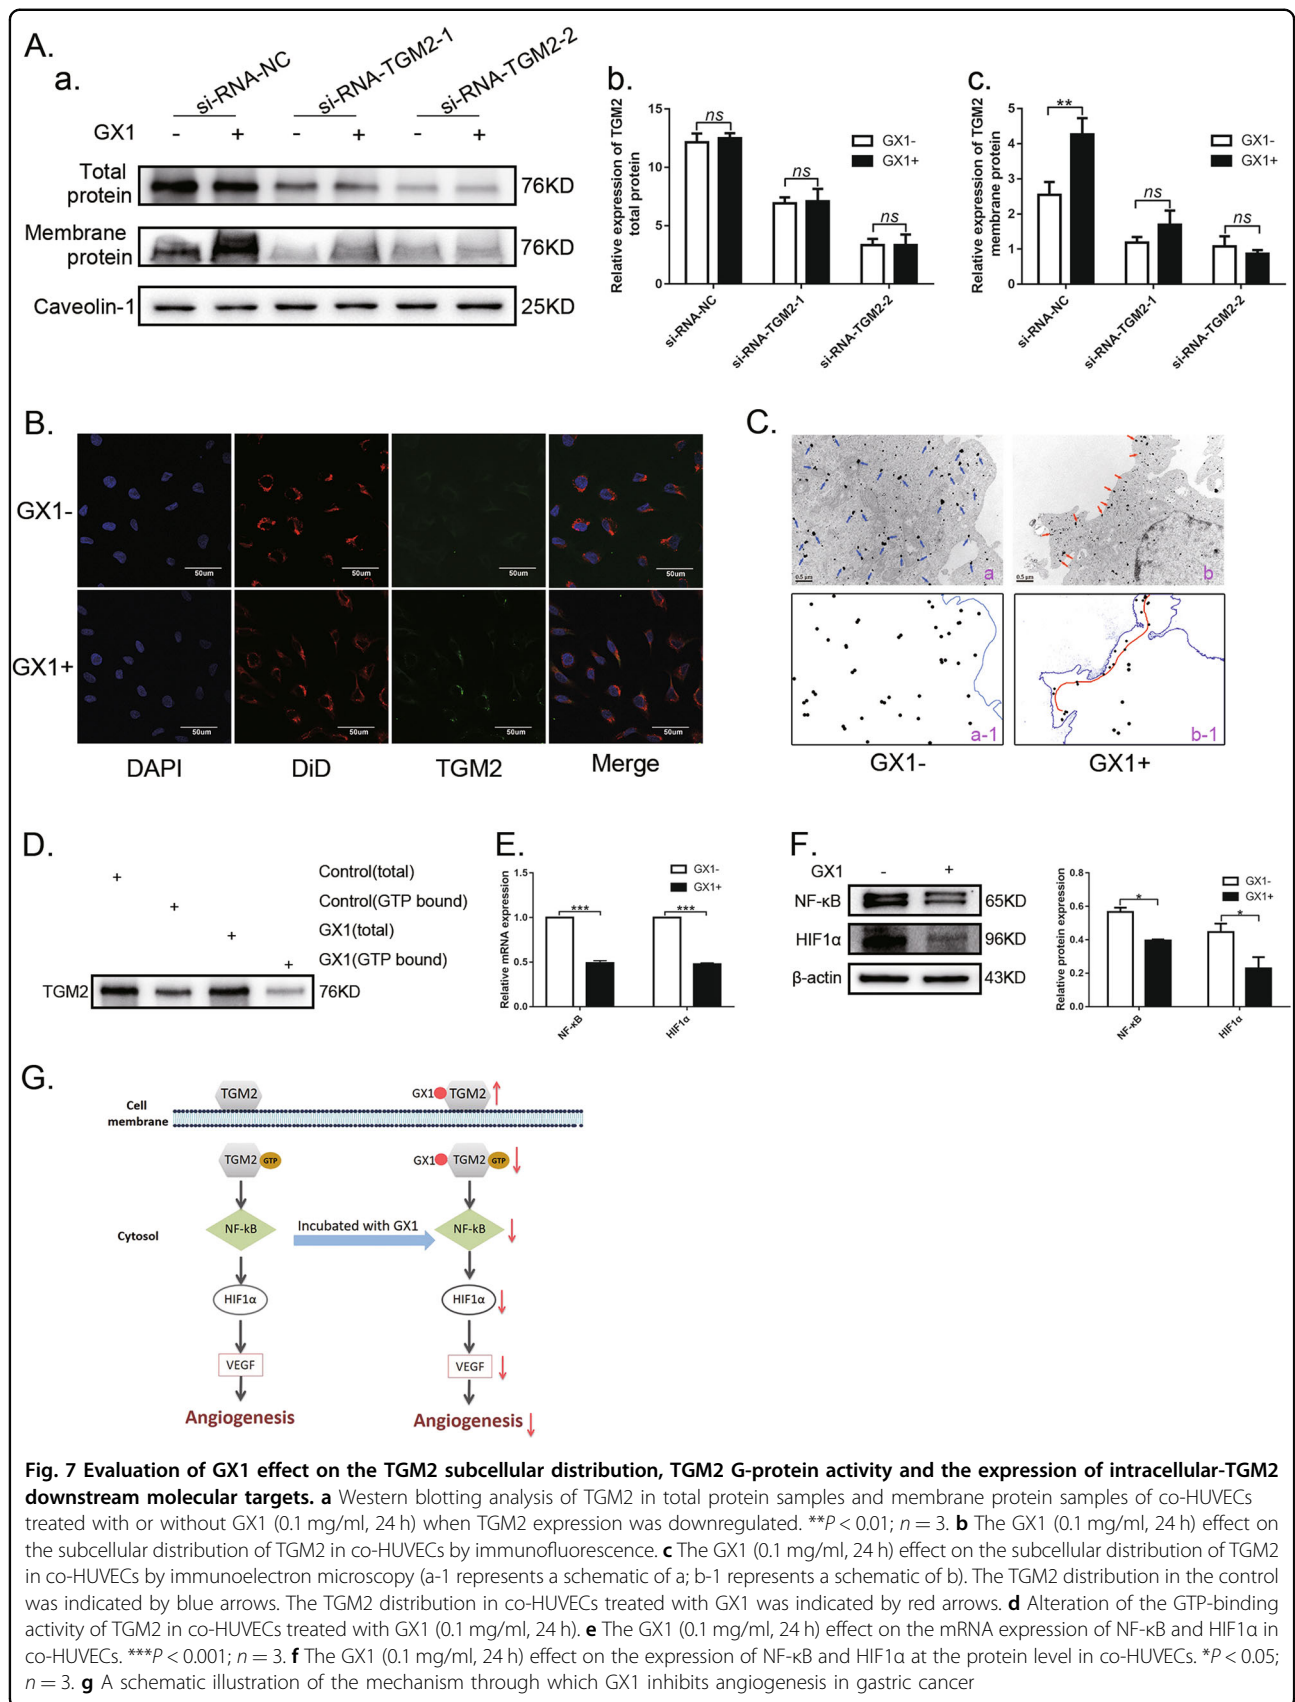 A.
a.
si-RNA-NC
si-RNA-TGM2-1
si-RNA-TGM2-2
GX1
- + - + - +
Total protein
76KD
Membrane protein
76KD
Caveolin-1
25KD
b.
Relative expression of TGM2
total protein
15
10
5
0
ns
ns
ns
GX1-
GX1+
si-RNA-NC
si-RNA-TGM2-1
si-RNA-TGM2-2
c.
Relative expression of TGM2
membrane protein
5
4
3
2
1
0
**
ns
ns
GX1-
GX1+
si-RNA-NC
si-RNA-TGM2-1
si-RNA-TGM2-2
B.
GX1-
50um
50um
50um
50um
GX1+
50um
50um
50um
50um
DAPI
DiD
TGM2
Merge
C.
0.5 µm
a
0.5 µm
b
a-1
b-1
GX1-
GX1+
D.
+ Control(total)
+ Control(GTP bound)
+ GX1(total)
+ GX1(GTP bound)
TGM2
76KD
E.
Relative mRNA expression
1.5
1.0
0.5
0.0
***
***
GX1-
GX1+
NF-κB
HIF1α
F.
GX1
- +
NF-κB
65KD
HIF1α
96KD
β-actin
43KD
Relative protein expression
0.8
0.6
0.4
0.2
0.0
*
*
GX1-
GX1+
NF-κB
HIF1α
G.
Cell
membrane
TGM2
GX1
TGM2
TGM2
GTP
GX1
TGM2
GTP
Cytosol
NF-kB
Incubated with GX1
NF-kB
HIF1α
HIF1α
VEGF
VEGF
Angiogenesis
Angiogenesis
Fig. 7 Evaluation of GX1 effect on the TGM2 subcellular distribution, TGM2 G-protein activity and the expression of intracellular-TGM2
downstream molecular targets. a Western blotting analysis of TGM2 in total protein samples and membrane protein samples of co-HUVECs
treated with or without GX1 (0.1 mg/ml, 24 h) when TGM2 expression was downregulated. **P < 0.01; n = 3. b The GX1 (0.1 mg/ml, 24 h) effect on
the subcellular distribution of TGM2 in co-HUVECs by immunofluorescence. c The GX1 (0.1 mg/ml, 24 h) effect on the subcellular distribution of TGM2
in co-HUVECs by immunoelectron microscopy (a-1 represents a schematic of a; b-1 represents a schematic of b). The TGM2 distribution in the control
was indicated by blue arrows. The TGM2 distribution in co-HUVECs treated with GX1 was indicated by red arrows. d Alteration of the GTP-binding
activity of TGM2 in co-HUVECs treated with GX1 (0.1 mg/ml, 24 h). e The GX1 (0.1 mg/ml, 24 h) effect on the mRNA expression of NF-κB and HIF1α in
co-HUVECs. ***P < 0.001; n = 3. f The GX1 (0.1 mg/ml, 24 h) effect on the expression of NF-κB and HIF1α at the protein level in co-HUVECs. *P < 0.05;
n = 3. g A schematic illustration of the mechanism through which GX1 inhibits angiogenesis in gastric cancer